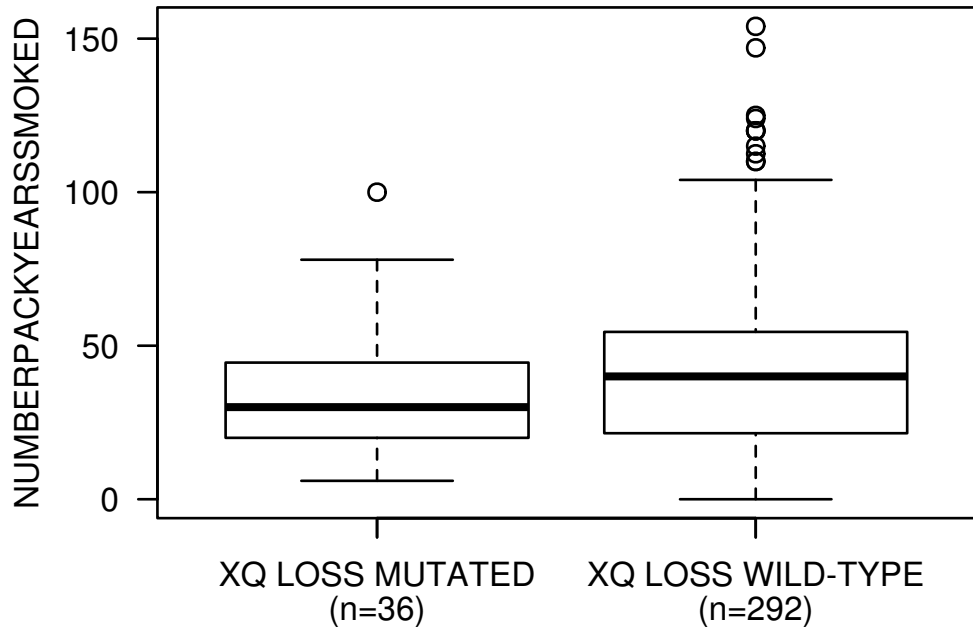 NUMBERPACKYEARSSMOKED
150
100
50
0
XQ LOSS MUTATED
(n=36)
XQ LOSS WILD-TYPE
(n=292)